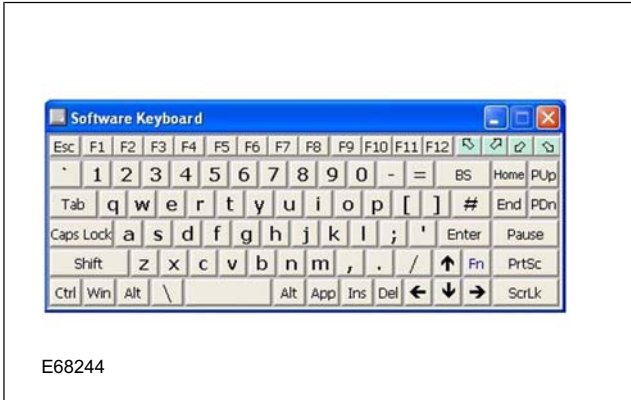 Software Keyboard
Esc F1 F2 F3 F4 F5 F6 F7 F8 F9 F10 F11 F12
` 1 2 3 4 5 6 7 8 9 0 - = BS Home PUp
Tab q w e r t y u i o p [ ] # End PDn
Caps Lock a s d f g h j k l ; ' Enter Pause
Shift z x c v b n m , . / ↑ Fn PrtSc
Ctrl Win Alt \ Alt App Ins Del ← ↓ → ScrLk
E68244